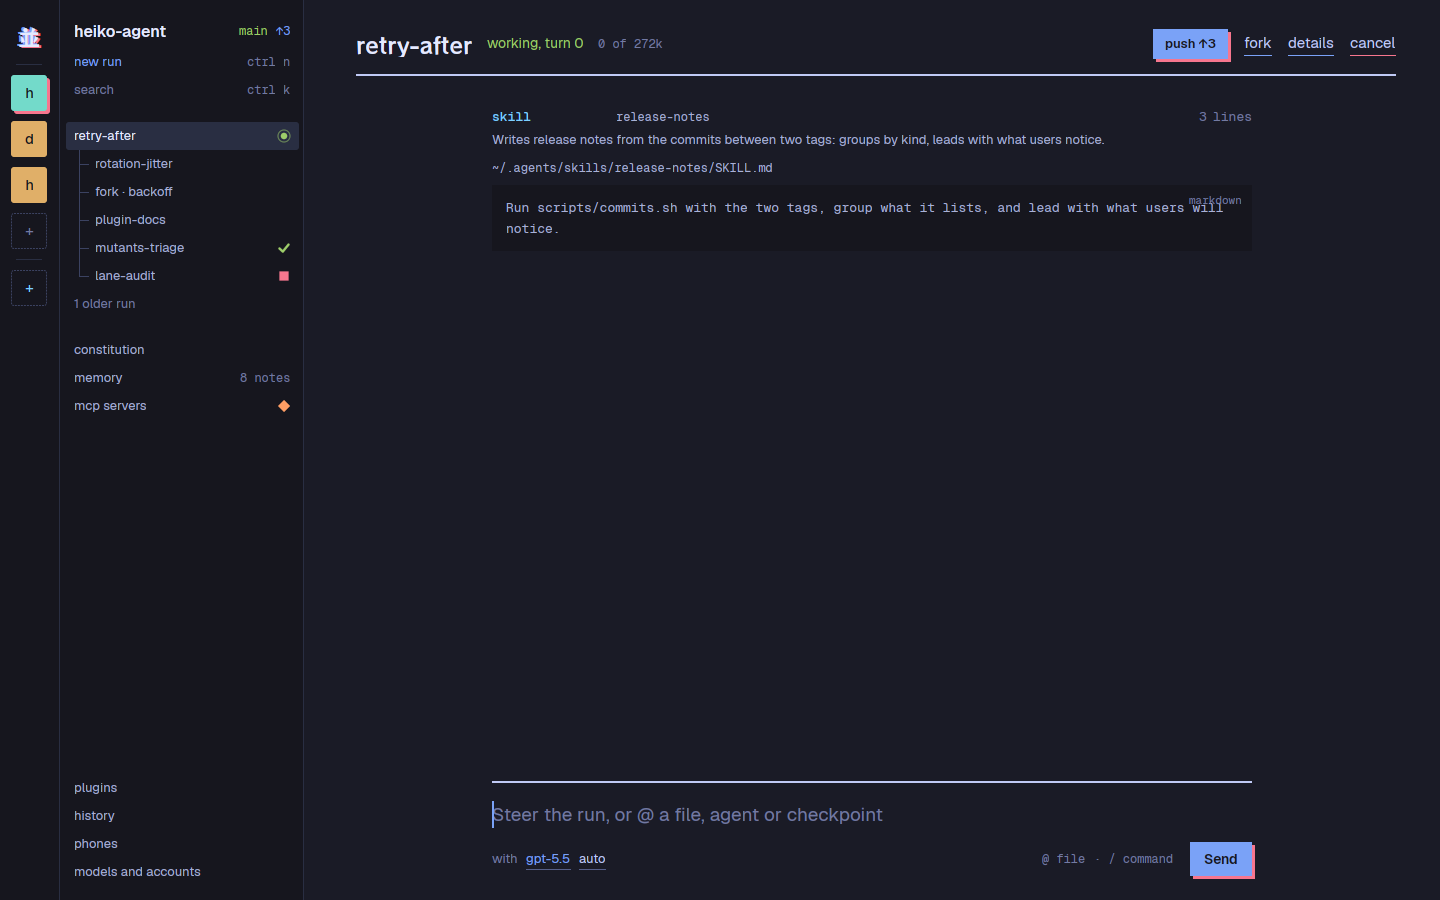 heiko-agent
main ↑3
new run
ctrl n
search
ctrl k
retry-after
rotation-jitter
fork · backoff
plugin-docs
mutants-triage
lane-audit
1 older run
constitution
memory
8 notes
mcp servers
plugins
history
phones
models and accounts
h
d
h
+
+
retry-after
working, turn 0
0 of 272k
push ↑3
fork
details
cancel
skill
release-notes
3 lines
Writes release notes from the commits between two tags: groups by kind, leads with what users notice.
~/.agents/skills/release-notes/SKILL.md
markdown
Run scripts/commits.sh with the two tags, group what it lists, and lead with what users will
notice.
Steer the run, or @ a file, agent or checkpoint
with gpt-5.5 auto
@ file · / command
Send